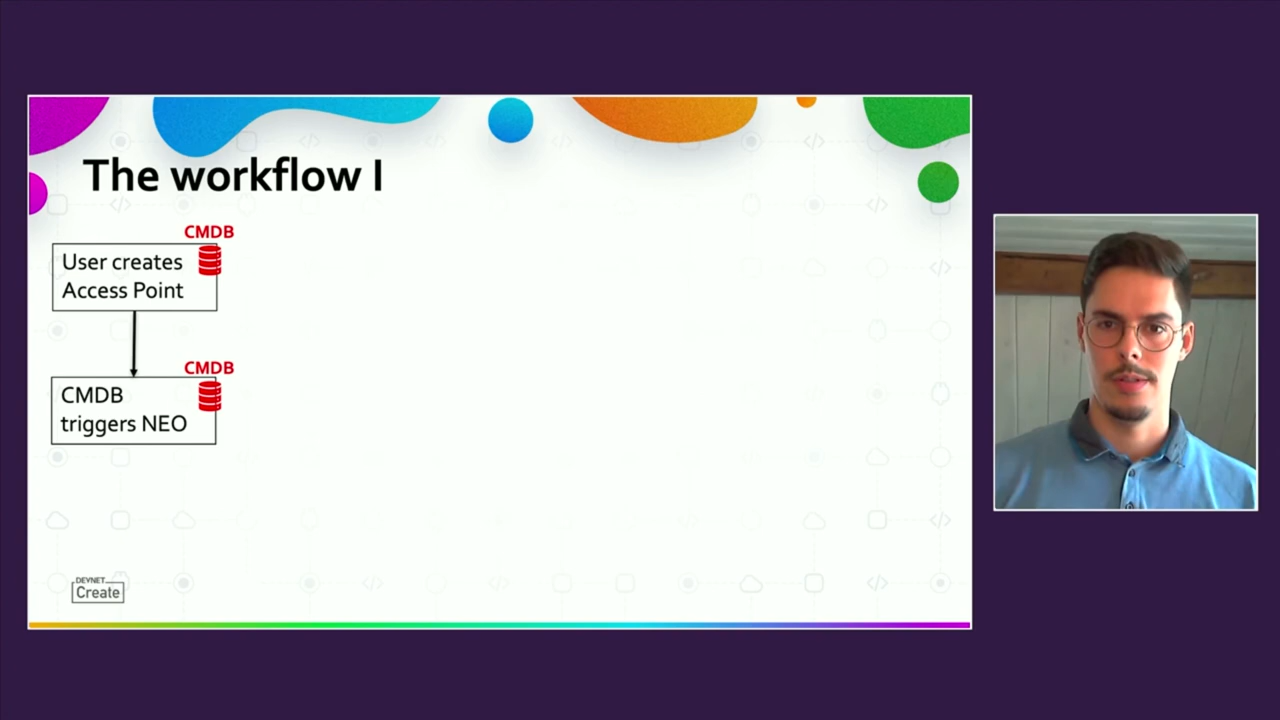 The workflow I
CMDB
User creates
Access Point
CMDB
CMDB
triggers NEO
DEVNET
Create